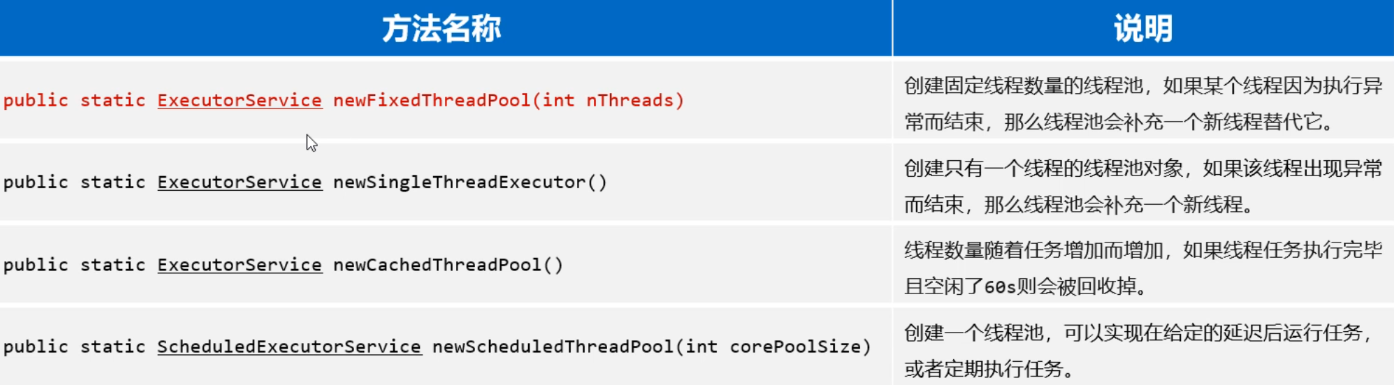 方法名称 说明
public static ExecutorService newFixedThreadPool(int nThreads)
创建固定线程数量的线程池，如果某个线程因为执行异
常而结束，那么线程池会补充一个新线程替代它。
public static ExecutorService newSingleThreadExecutor()
创建只有一个线程的线程池对象，如果该线程出现异常
而结束，那么线程池会补充一个新线程。
public static ExecutorService newCachedThreadPool()
线程数量随着任务增加而增加，如果线程任务执行完毕
且空闲了60s则会被回收掉。
public static ScheduledExecutorService newScheduledThreadPool(int corePoolSize)
创建一个线程池，可以实现在给定的延迟后运行任务，
或者定期执行任务。